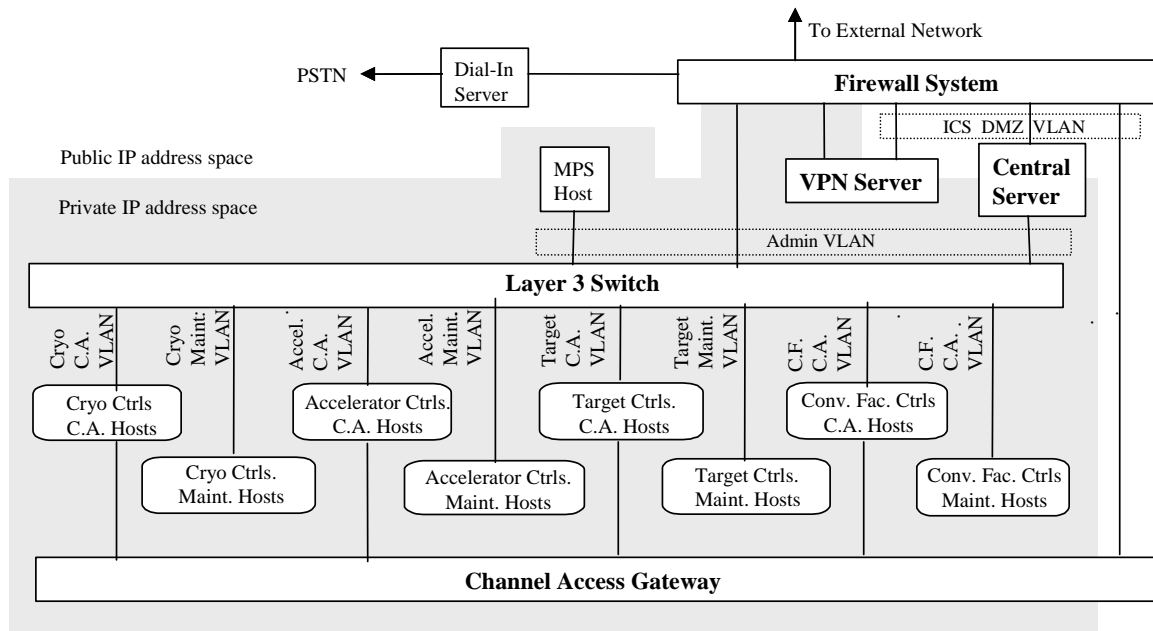 To External Network
PSTN
Dial-In
Server
Firewall System
ICS DMZ VLAN
Public IP address space
MPS
Host
VPN Server
Central
Server
Private IP address space
Admin VLAN
Layer 3 Switch
Cryo
C.A.
VLAN
Cryo
Maint:
VLAN
Accel.
C.A.
VLAN
Accel.
Maint.
VLAN
Target
C.A.
VLAN
Target
Maint.
VLAN
C.F.
C.A.
VLAN
C.F.
C.A.
VLAN
Cryo Ctrls
C.A. Hosts
Accelerator Ctrls.
C.A. Hosts
Target Ctrls.
C.A. Hosts
Conv. Fac. Ctrls
C.A. Hosts
Cryo Ctrls.
Maint. Hosts
Accelerator Ctrls.
Maint. Hosts
Target Ctrls.
Maint. Hosts
Conv. Fac. Ctrls
Maint. Hosts
Channel Access Gateway